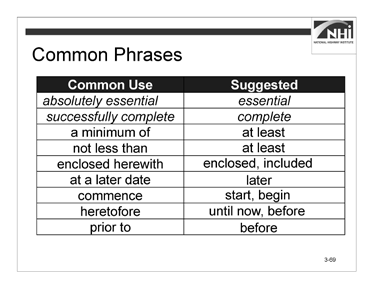 NHI
NATIONAL HIGHWAY INSTITUTE
Common Phrases
Common Use Suggested
absolutely essential essential
successfully complete complete
a minimum of at least
not less than at least
enclosed herewith enclosed, included
at a later date later
commence start, begin
heretofore until now, before
prior to before
3-69